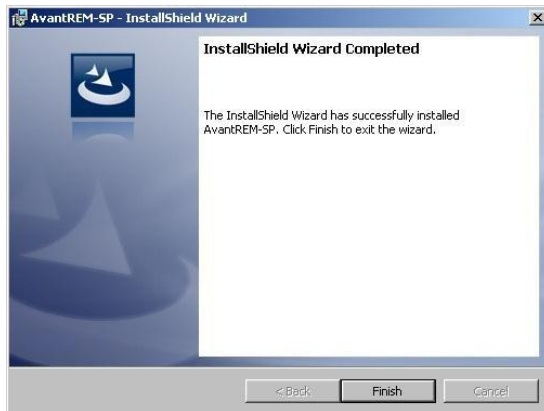 AvantREM-SP - InstallShield Wizard
InstallShield Wizard Completed
The InstallShield Wizard has successfully installed
AvantREM-SP. Click Finish to exit the wizard.
< Back
Finish
Cancel